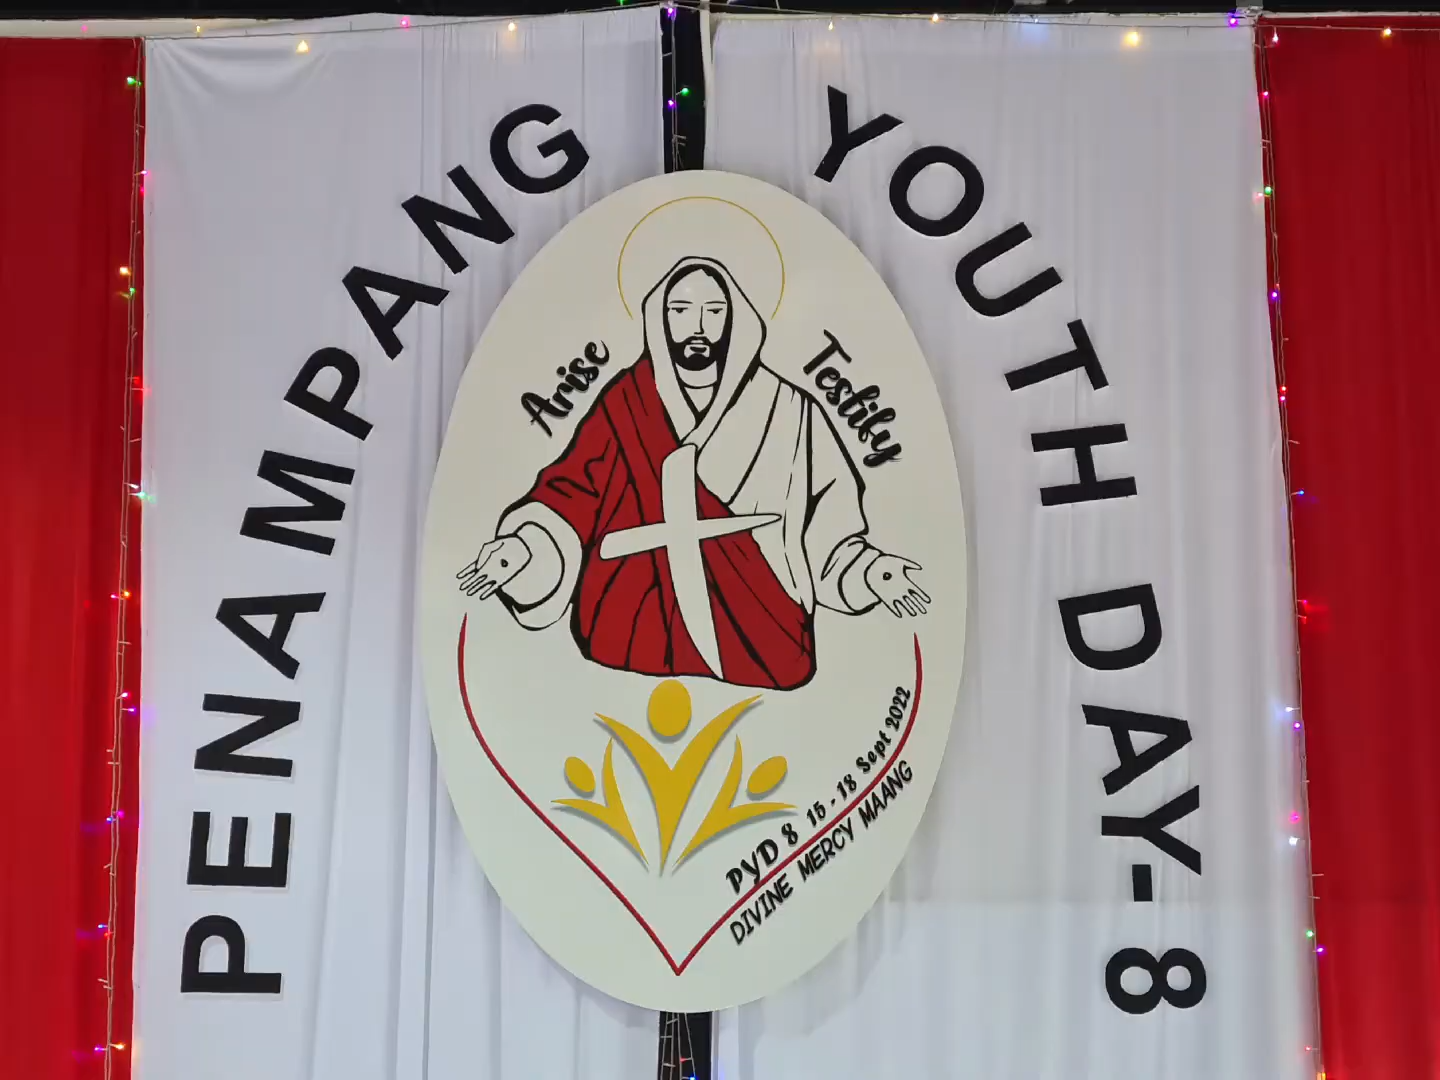 PENAMPANG YOUTH DAY-8
Arise
Testify
PYD 8 15 - 18 Sept 2022
DIVINE MERCY MAANG